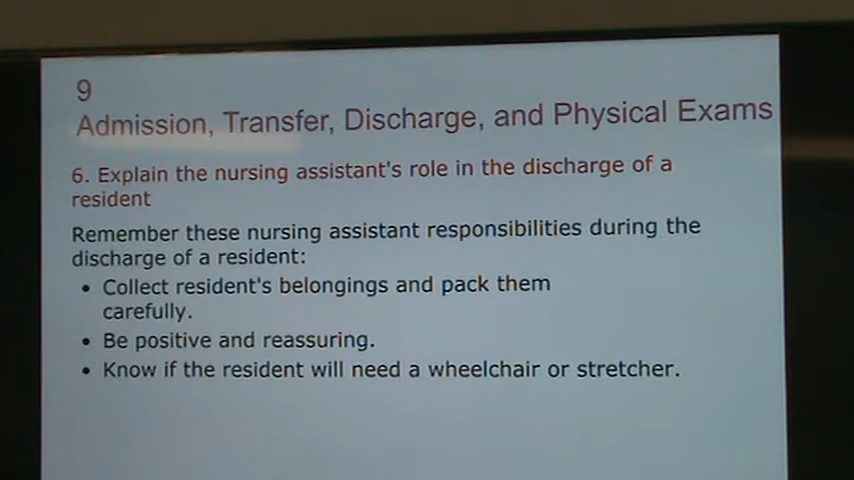 9
Admission, Transfer, Discharge, and Physical Exams
6. Explain the nursing assistant's role in the discharge of a
resident
Remember these nursing assistant responsibilities during the
discharge of a resident:
• Collect resident's belongings and pack them
carefully.
• Be positive and reassuring.
• Know if the resident will need a wheelchair or stretcher.